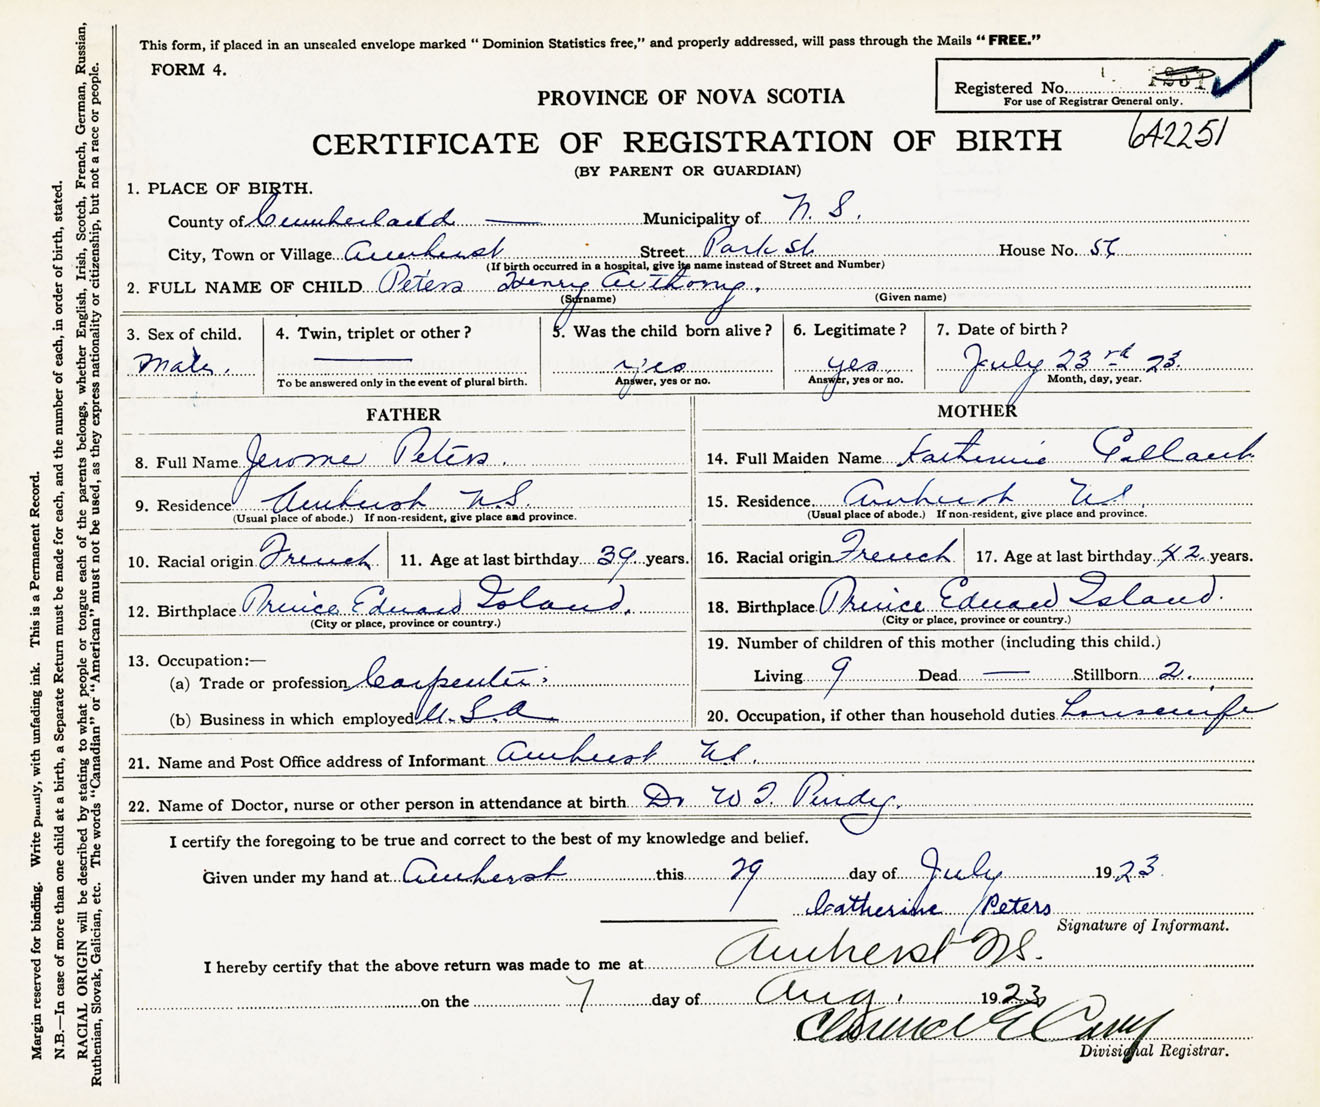 This form, if placed in an unsealed envelope marked " Dominion Statistics free," and properly addressed, will pass through the Mails " FREE."
FORM 4.
Registered No.
For use of Registrar General only.
642251
PROVINCE OF NOVA SCOTIA
CERTIFICATE OF REGISTRATION OF BIRTH
(BY PARENT OR GUARDIAN)
1. PLACE OF BIRTH.
County of Cumberland — Municipality of N. S.
City, Town or Village Amherst Street Park St. House No. 56
(If birth occurred in a hospital, give its name instead of Street and Number)
2. FULL NAME OF CHILD Peters Henry Anthony.
(Surname) (Given name)
3. Sex of child. 4. Twin, triplet or other? 5. Was the child born alive? 6. Legitimate? 7. Date of birth?
Male. — yes yes July 23rd 23.
To be answered only in the event of plural birth. Answer, yes or no. Answer, yes or no. Month, day, year.
FATHER MOTHER
8. Full Name Jerome Peters. 14. Full Maiden Name Katherine
9. Residence Amherst N.S. 15. Residence Amherst NS
(Usual place of abode.) If non-resident, give place and province. (Usual place of abode.) If non-resident, give place and province.
10. Racial origin French 11. Age at last birthday 39 years. 16. Racial origin French 17. Age at last birthday 42 years.
12. Birthplace Prince Edward Island. 18. Birthplace Prince Edward Island.
(City or place, province or country.) (City or place, province or country.)
19. Number of children of this mother (including this child.)
13. Occupation:—
(a) Trade or profession Carpenter. Living 9 Dead — Stillborn 2.
(b) Business in which employed U.S.A. 20. Occupation, if other than household duties housewife
21. Name and Post Office address of Informant Amherst NS.
22. Name of Doctor, nurse or other person in attendance at birth Dr W T Purdy.
I certify the foregoing to be true and correct to the best of my knowledge and belief.
Given under my hand at Amherst this 29 day of July 1923.
Catherine Peters
Signature of Informant.
I hereby certify that the above return was made to me at Amherst NS.
on the 7 day of Aug. 1923
Clarence E
Divisional Registrar.
Margin reserved for binding. Write plainly, with unfading ink. This is a Permanent Record.
N.B.—In case of more than one child at a birth, a Separate Return must be made for each, and the number of each, in order of birth, stated.
RACIAL ORIGIN will be described by stating to what people or tongue each of the parents belongs, whether English, Irish, Scotch, French, German, Russian,
Ruthenian, Slovak, Galician, etc. The words "Canadian" or "American" must not be used, as they express nationality or citizenship, but not a race or people.